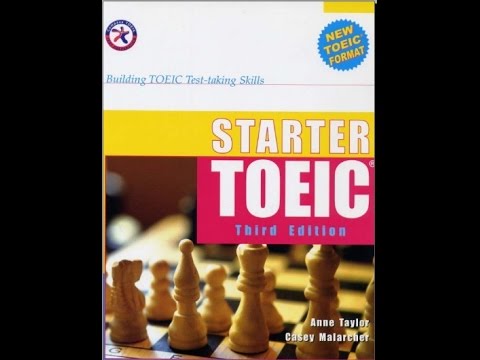 NEW
TOEIC®
FORMAT
Building TOEIC Test-taking Skills
STARTER
TOEIC®
Third Edition
Anne Taylor
Casey Malarcher